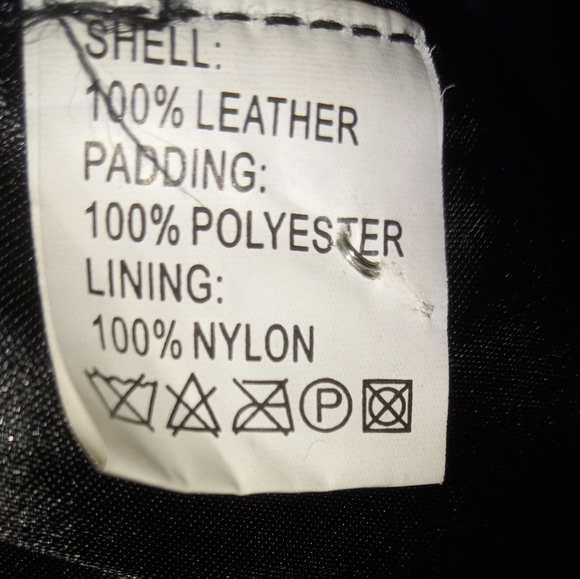 SHELL:
100% LEATHER
PADDING:
100% POLYESTER
LINING:
100% NYLON
P